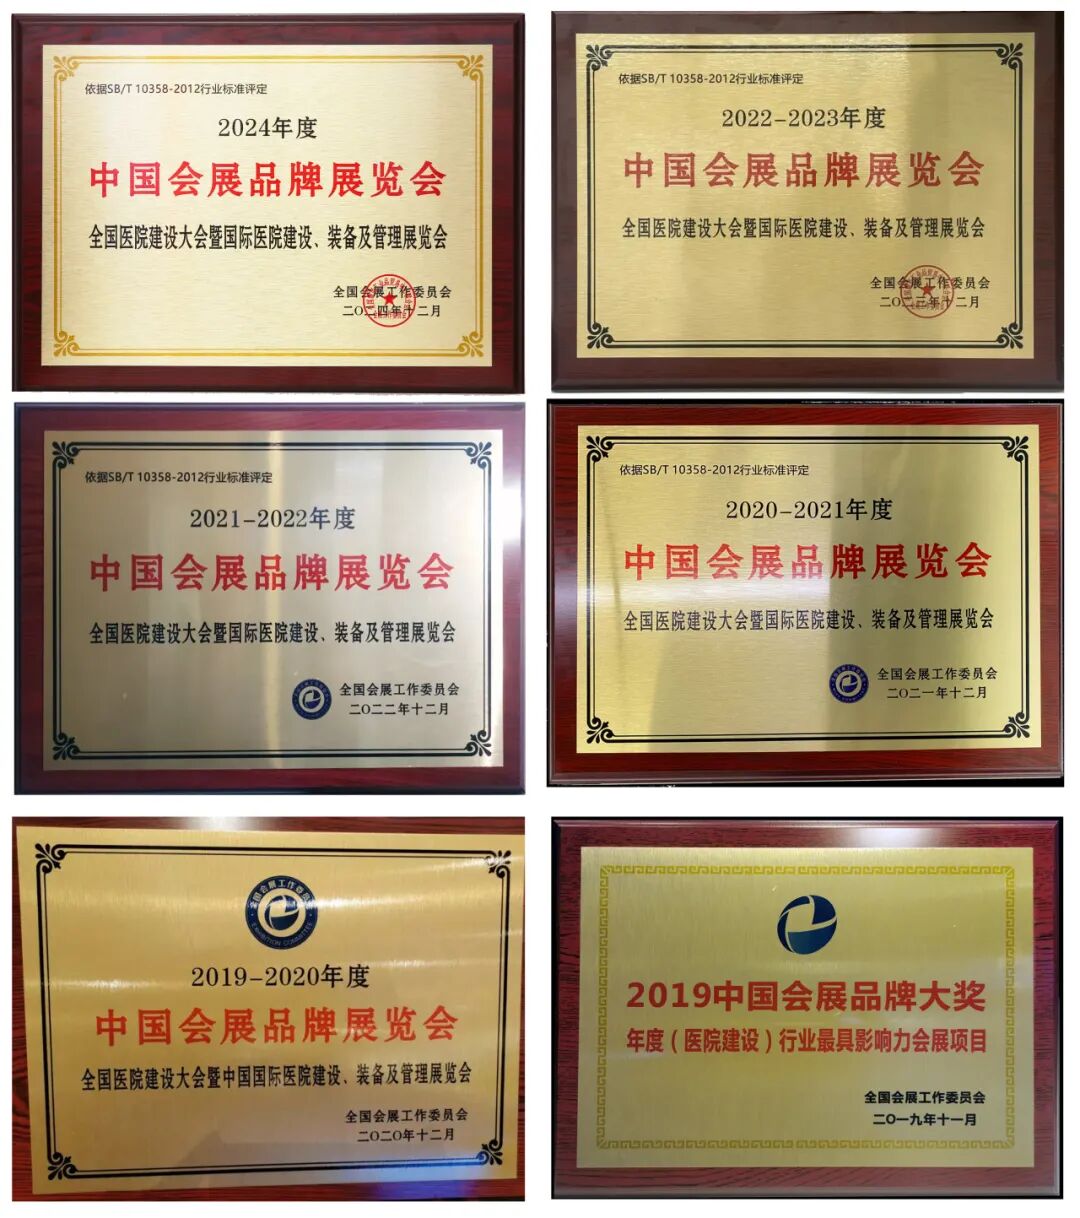 依据SB/T 10358-2012行业标准评定
2024年度
中国会展品牌展览会
全国医院建设大会暨国际医院建设、装备及管理展览会
全国会展工作委员会
二〇二四年十二月
依据SB/T 10358-2012行业标准评定
2022-2023年度
中国会展品牌展览会
全国医院建设大会暨国际医院建设、装备及管理展览会
全国会展工作委员会
二〇二三年十二月
依据SB/T 10358-2012行业标准评定
2021-2022年度
中国会展品牌展览会
全国医院建设大会暨国际医院建设、装备及管理展览会
全国会展工作委员会
二〇二二年十二月
依据SB/T 10358-2012行业标准评定
2020-2021年度
中国会展品牌展览会
全国医院建设大会暨国际医院建设、装备及管理展览会
全国会展工作委员会
二〇二一年十二月
全国会展工作委员会
EXHIBITION COMMITTEE
2019-2020年度
中国会展品牌展览会
全国医院建设大会暨中国国际医院建设、装备及管理展览会
全国会展工作委员会
二〇二〇年十二月
2019中国会展品牌大奖
年度（医院建设）行业最具影响力会展项目
全国会展工作委员会
二〇一九年十一月